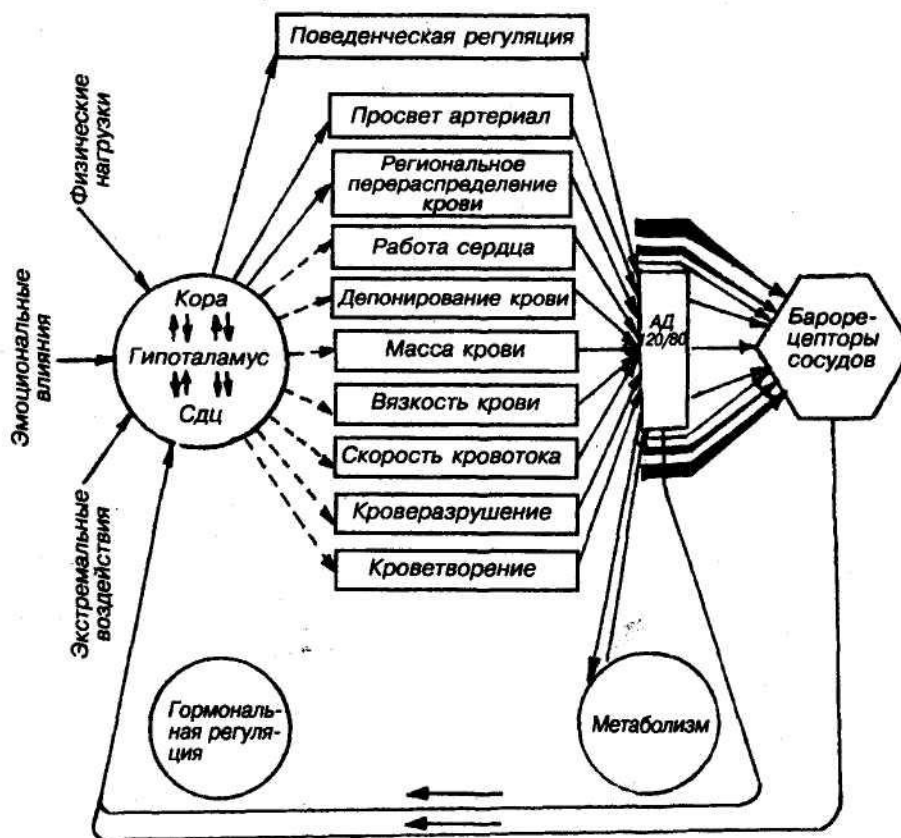 Поведенческая регуляция
Физические
нагрузки
Эмоциональные
влияния
Экстремальные
воздействия
Кора
Гипоталамус
Сдц
Просвет артериал
Региональное
перераспределение
крови
Работа сердца
Депонирование крови
Масса крови
Вязкость крови
Скорость кровотока
Кроверазрушение
Кроветворение
АД
120/80
Бароре-
цепторы
сосудов
Гормональ-
ная регуля-
ция
Метаболизм